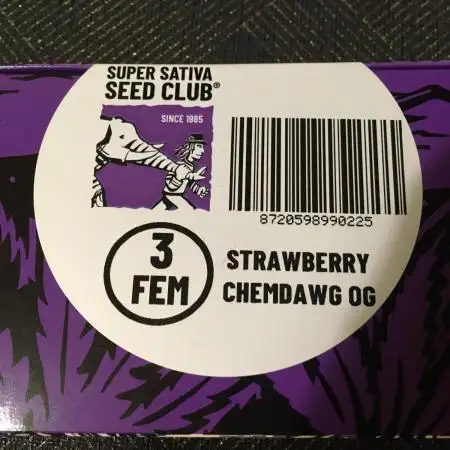 SUPER SATIVA
SEED CLUB®
SINCE 1985
8720598990225
3
FEM
STRAWBERRY
CHEMDAWG OG